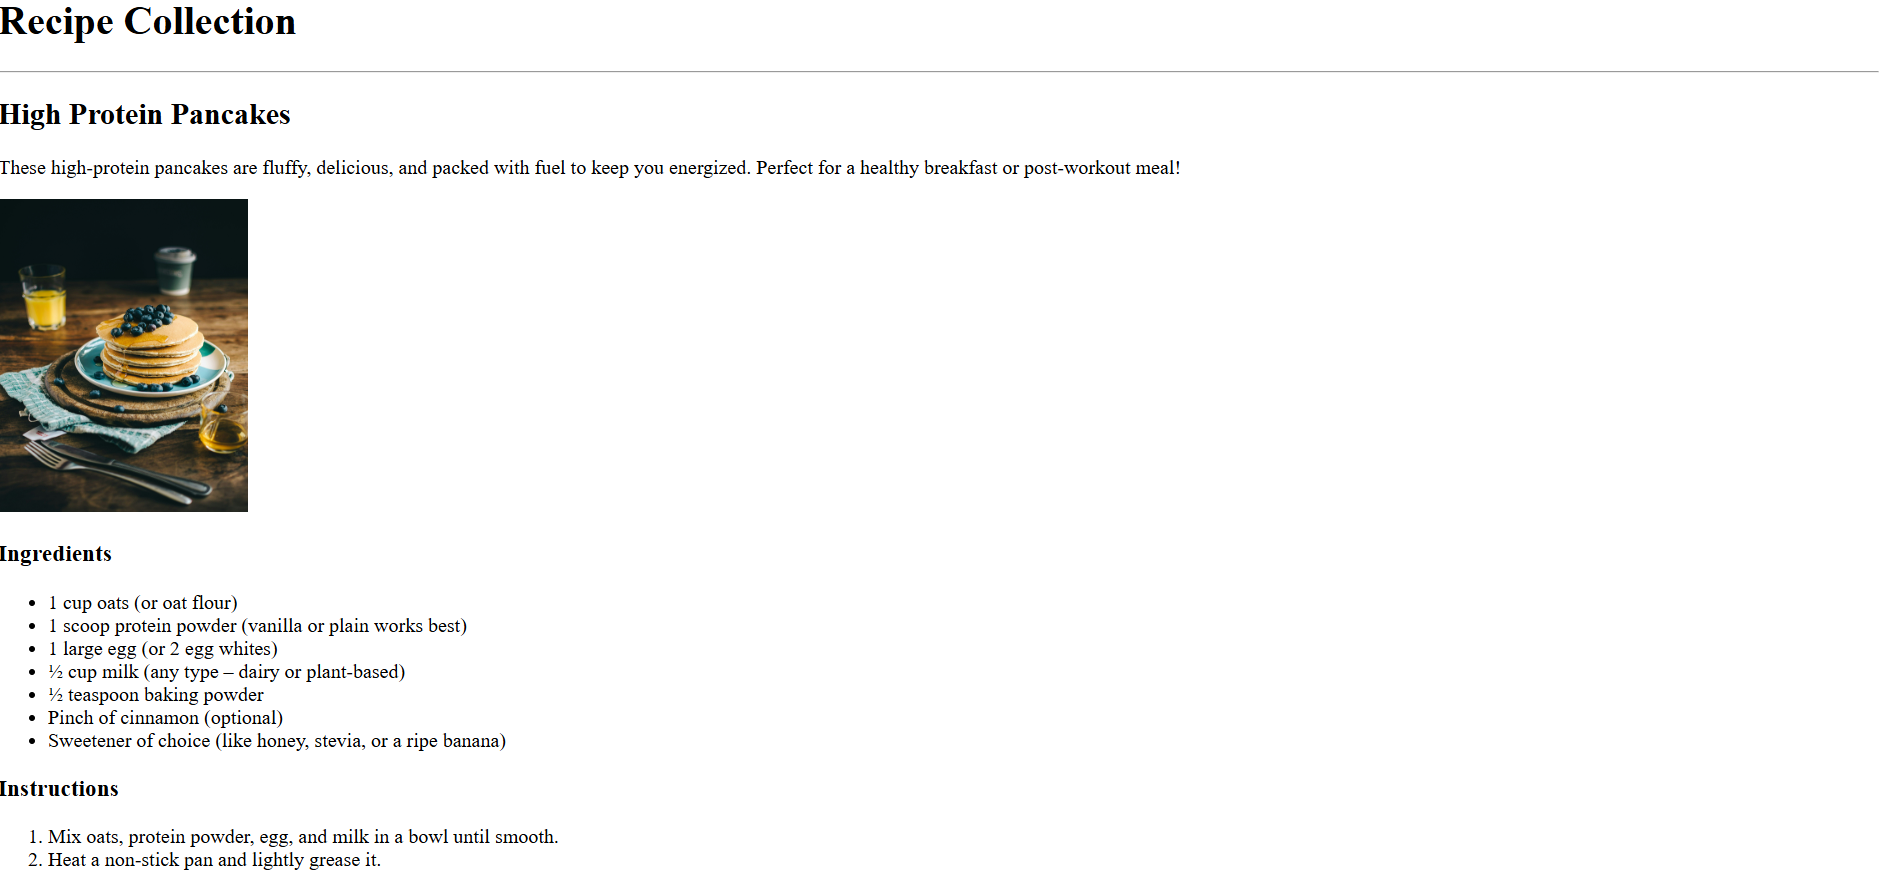 Recipe Collection
High Protein Pancakes
These high-protein pancakes are fluffy, delicious, and packed with fuel to keep you energized. Perfect for a healthy breakfast or post-workout meal!
Ingredients
• 1 cup oats (or oat flour)
• 1 scoop protein powder (vanilla or plain works best)
• 1 large egg (or 2 egg whites)
• ½ cup milk (any type – dairy or plant-based)
• ½ teaspoon baking powder
• Pinch of cinnamon (optional)
• Sweetener of choice (like honey, stevia, or a ripe banana)
Instructions
1. Mix oats, protein powder, egg, and milk in a bowl until smooth.
2. Heat a non-stick pan and lightly grease it.